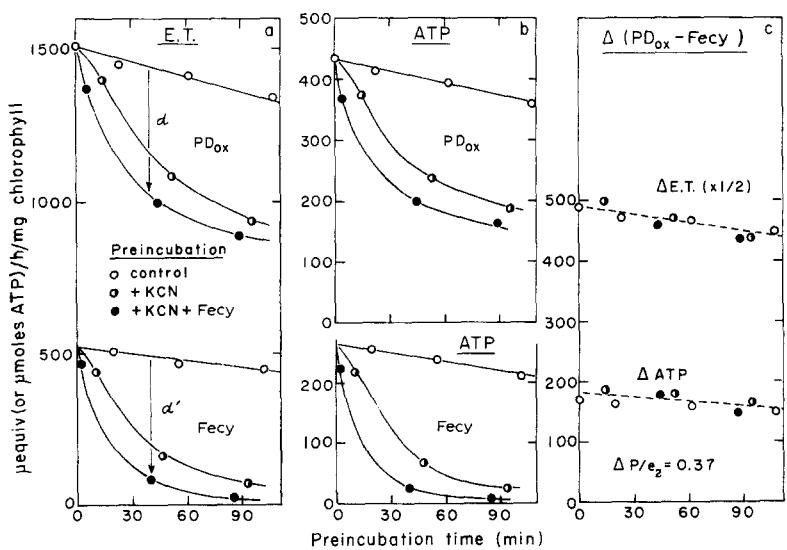 E.T. a
1500
d
PDox
1000
Preincubation
control
+KCN
+KCN+Fecy
500
d'
Fecy
0
0 30 60 90
μequiv (or μmoles ATP)/h/mg chlorophyll
ATP b
500
400
300
PDox
200
100
0
ATP
200
Fecy
100
0
0 30 60 90
Preincubation time (min)
Δ (PDox-Fecy) c
ΔE.T. (x1/2)
500
400
300
ΔATP
200
100
ΔP/e2 = 0.37
0
0 30 60 90